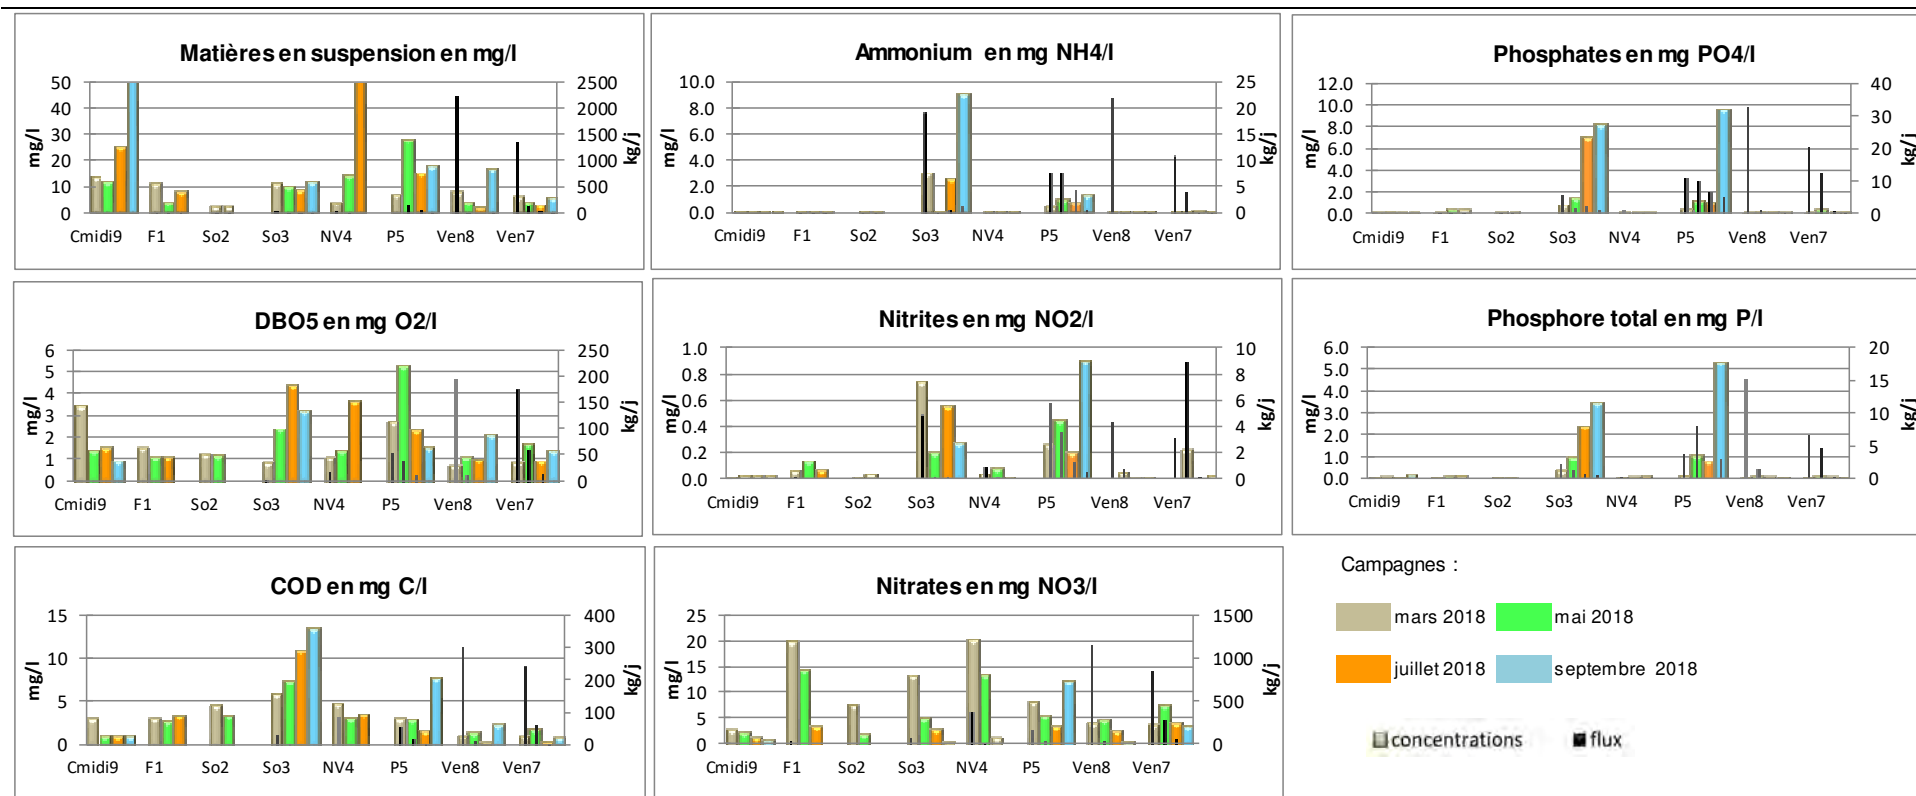 Matières en suspension en mg/l
50
40
30
20
10
0
mg/l
2500
2000
1500
1000
500
0
kg/j
Cmidi9 F1 So2 So3 NV4 P5 Ven8 Ven7
Ammonium en mg NH4/l
10.0
8.0
6.0
4.0
2.0
0.0
mg/l
25
20
15
10
5
0
kg/j
Cmidi9 F1 So2 So3 NV4 P5 Ven8 Ven7
Phosphates en mg PO4/l
12.0
10.0
8.0
6.0
4.0
2.0
0.0
mg/l
40
30
20
10
0
kg/j
Cmidi9 F1 So2 So3 NV4 P5 Ven8 Ven7
DBO5 en mg O2/l
6
5
4
3
2
1
0
mg/l
250
200
150
100
50
0
kg/j
Cmidi9 F1 So2 So3 NV4 P5 Ven8 Ven7
Nitrites en mg NO2/l
1.0
0.8
0.6
0.4
0.2
0.0
mg/l
10
8
6
4
2
0
kg/j
Cmidi9 F1 So2 So3 NV4 P5 Ven8 Ven7
Phosphore total en mg P/l
6.0
5.0
4.0
3.0
2.0
1.0
0.0
mg/l
20
15
10
5
0
kg/j
Cmidi9 F1 So2 So3 NV4 P5 Ven8 Ven7
COD en mg C/l
15
10
5
0
mg/l
400
300
200
100
0
kg/j
Cmidi9 F1 So2 So3 NV4 P5 Ven8 Ven7
Nitrates en mg NO3/l
25
20
15
10
5
0
mg/l
1500
1000
500
0
kg/j
Cmidi9 F1 So2 So3 NV4 P5 Ven8 Ven7
Campagnes :
mars 2018 mai 2018
juillet 2018 septembre 2018
concentrations flux